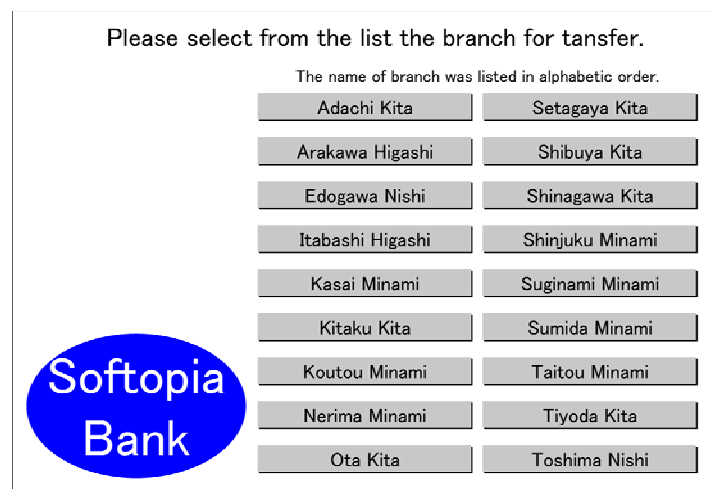 Please select from the list the branch for tansfer.
The name of branch was listed in alphabetic order.
Adachi Kita
Arakawa Higashi
Edogawa Nishi
Itabashi Higashi
Kasai Minami
Kitaku Kita
Koutou Minami
Nerima Minami
Ota Kita
Setagaya Kita
Shibuya Kita
Shinagawa Kita
Shinjuku Minami
Suginami Minami
Sumida Minami
Taitou Minami
Tiyoda Kita
Toshima Nishi
Softopia
Bank